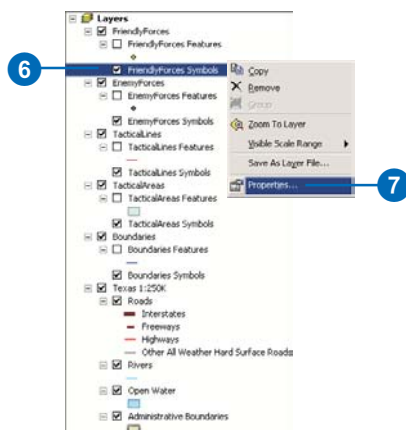 Layers
FriendlyForces
FriendlyForces Features
6
FriendlyForces Symbols
EnemyForces
EnemyForces Features
EnemyForces Symbols
TacticalLines
TacticalLines Features
TacticalLines Symbols
TacticalAreas
TacticalAreas Features
TacticalAreas Symbols
Boundaries
Boundaries Features
Boundaries Symbols
Texas 1:250K
Roads
Interstates
Freeways
Highways
Other All Weather Hard Surface Roads
Rivers
Open Water
Administrative Boundaries
Copy
Remove
Group
Zoom To Layer
Visible Scale Range
Save As Layer File...
Properties...
7